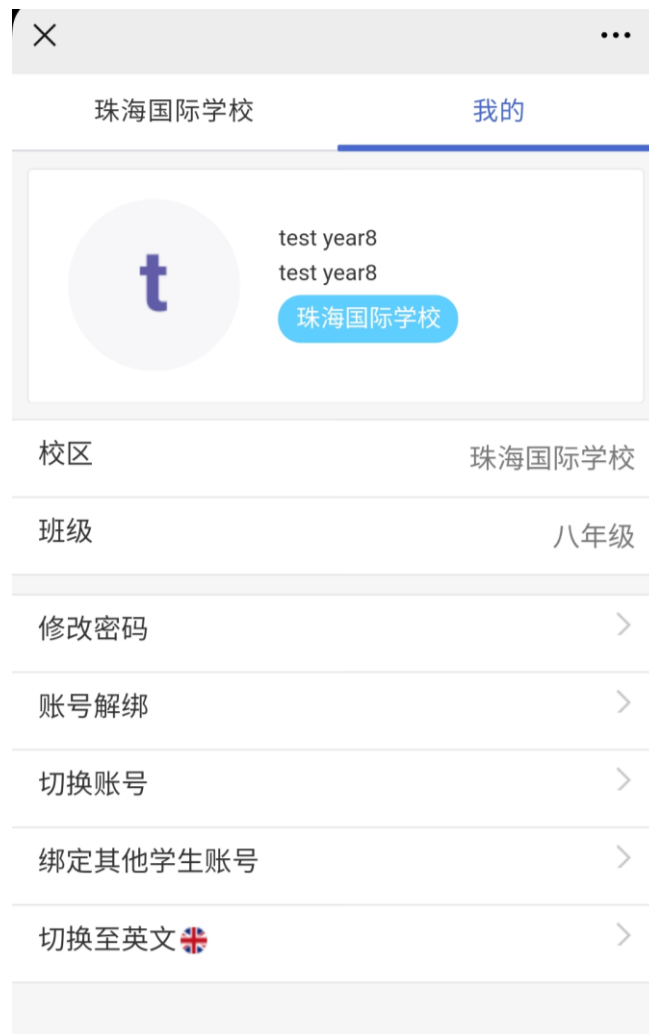 珠海国际学校
我的
t
test year8
test year8
珠海国际学校
校区
珠海国际学校
班级
八年级
修改密码
账号解绑
切换账号
绑定其他学生账号
切换至英文